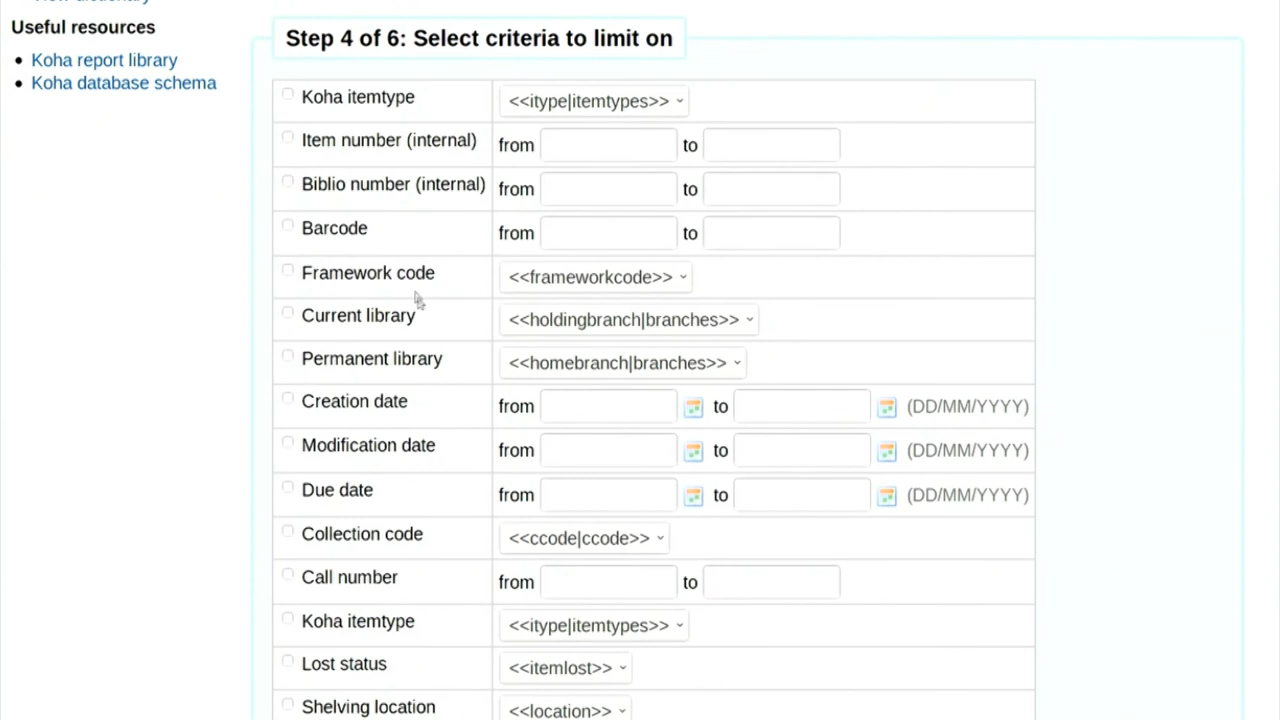 Useful resources
Koha report library
Koha database schema
Step 4 of 6: Select criteria to limit on
Koha itemtype <<itype|itemtypes>>
Item number (internal) from to
Biblio number (internal) from to
Barcode from to
Framework code <<frameworkcode>>
Current library <<holdingbranch|branches>>
Permanent library <<homebranch|branches>>
Creation date from to (DD/MM/YYYY)
Modification date from to (DD/MM/YYYY)
Due date from to (DD/MM/YYYY)
Collection code <<ccode|ccode>>
Call number from to
Koha itemtype <<itype|itemtypes>>
Lost status <<itemlost>>
Shelving location <<location>>